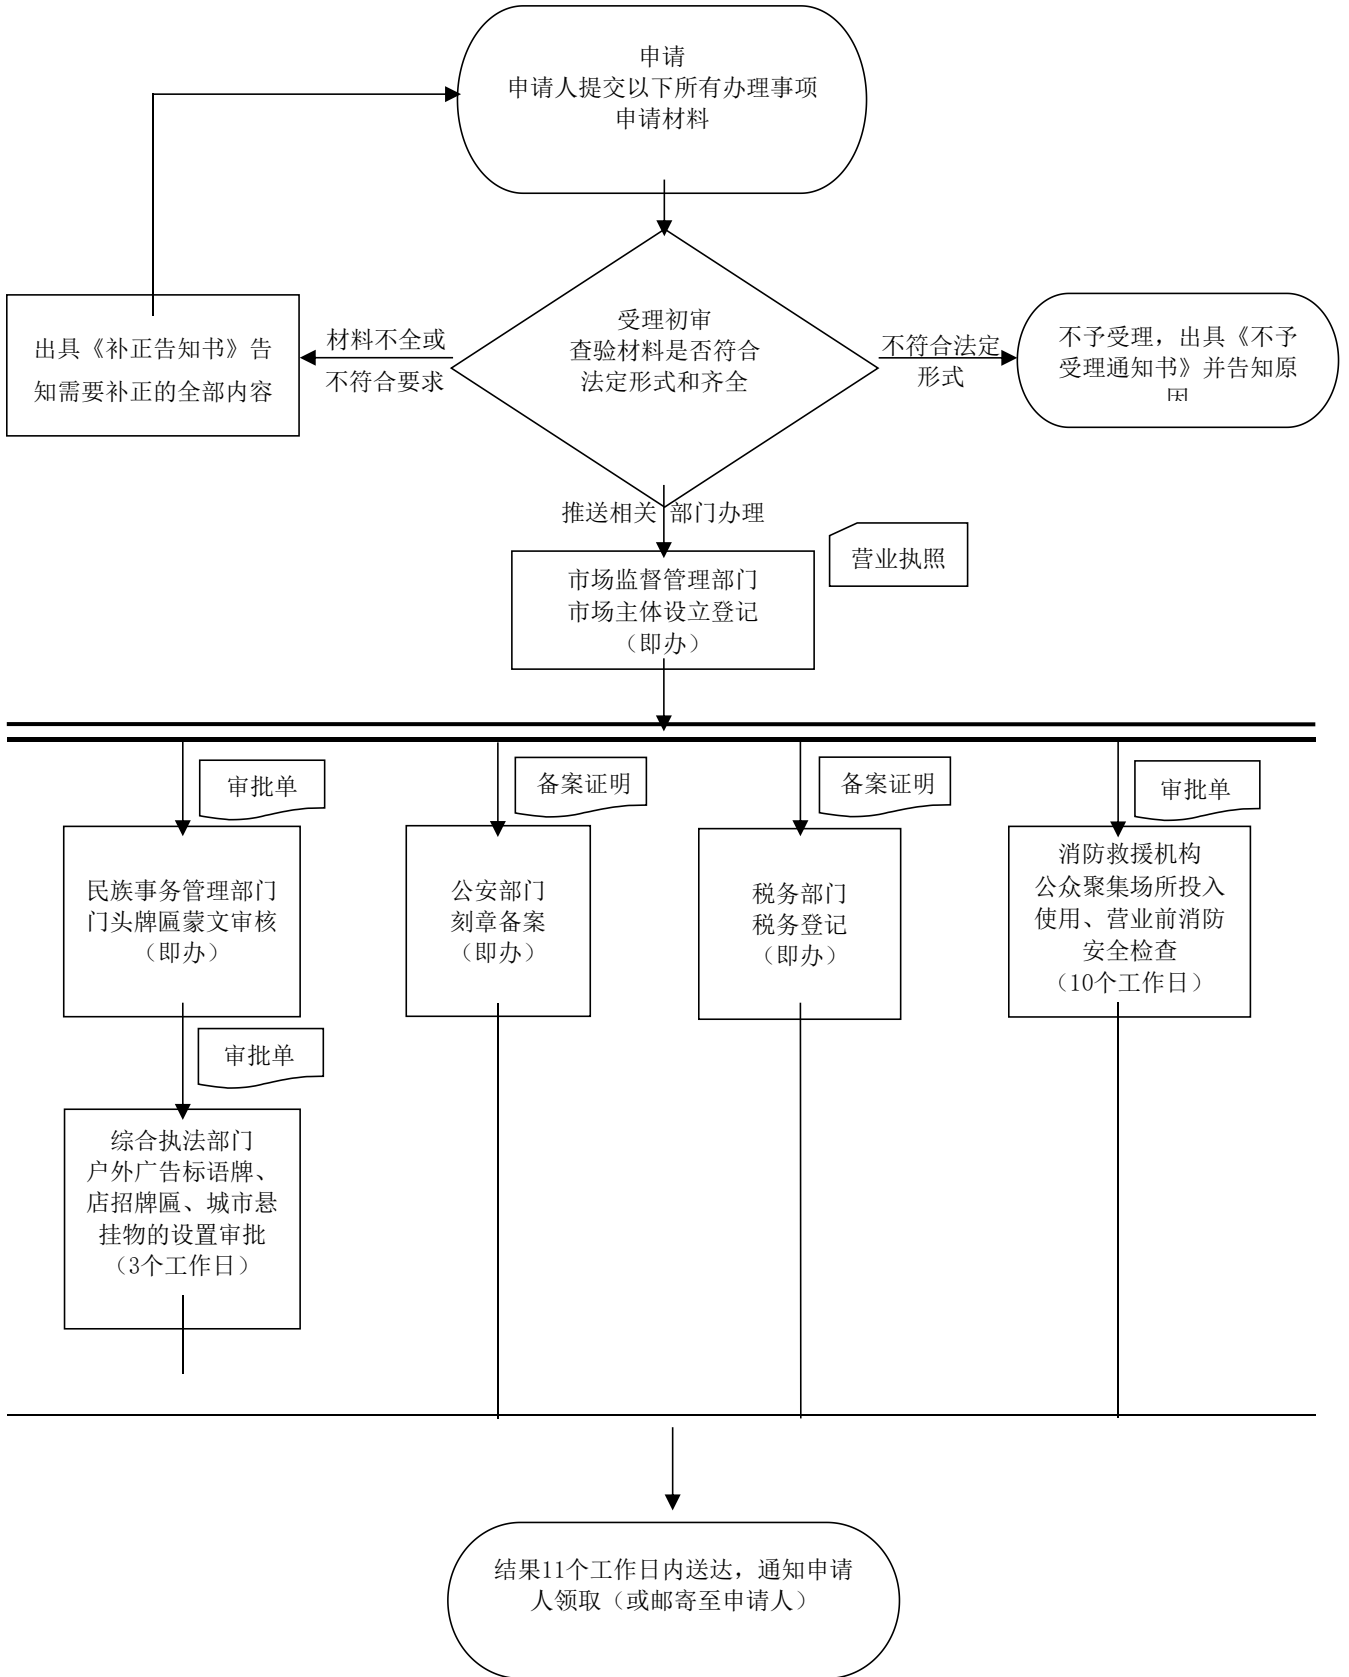 申请
申请人提交以下所有办理事项
申请材料
出具《补正告知书》告
知需要补正的全部内容
材料不全或
不符合要求
受理初审
查验材料是否符合
法定形式和齐全
不符合法定
形式
不予受理，出具《不予
受理通知书》并告知原
因
推送相关 部门办理
营业执照
市场监督管理部门
市场主体设立登记
（即办）
审批单
备案证明
备案证明
审批单
民族事务管理部门
门头牌匾蒙文审核
（即办）
公安部门
刻章备案
（即办）
税务部门
税务登记
（即办）
消防救援机构
公众聚集场所投入
使用、营业前消防
安全检查
（10个工作日）
审批单
综合执法部门
户外广告标语牌、
店招牌匾、城市悬
挂物的设置审批
（3个工作日）
结果11个工作日内送达，通知申请
人领取（或邮寄至申请人）